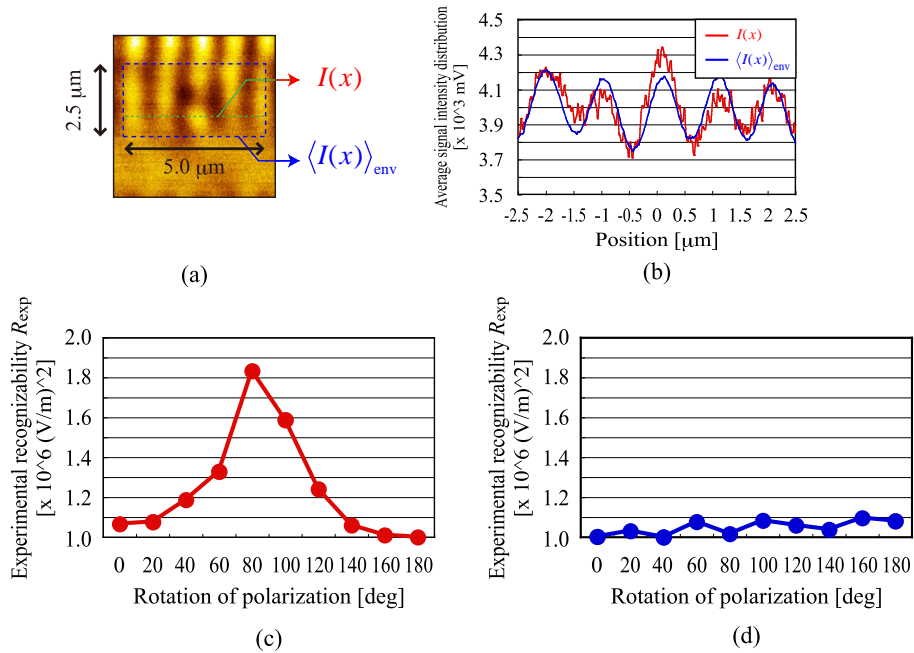 2.5 μm
5.0 μm
I(x)
⟨I(x)⟩env
(a)
Average signal intensity distribution
[x 10^3 mV]
4.5
4.3
4.1
3.9
3.7
3.5
-2.5 -2 -1.5 -1 -0.5 0 0.5 1 1.5 2 2.5
Position [μm]
I(x)
⟨I(x)⟩env
(b)
Experimental recognizability Rexp
[x 10^6 (V/m)^2]
2.0
1.8
1.6
1.4
1.2
1.0
0 20 40 60 80 100 120 140 160 180
Rotation of polarization [deg]
(c)
Experimental recognizability Rexp
[x 10^6 (V/m)^2]
2.0
1.8
1.6
1.4
1.2
1.0
0 20 40 60 80 100 120 140 160 180
Rotation of polarization [deg]
(d)